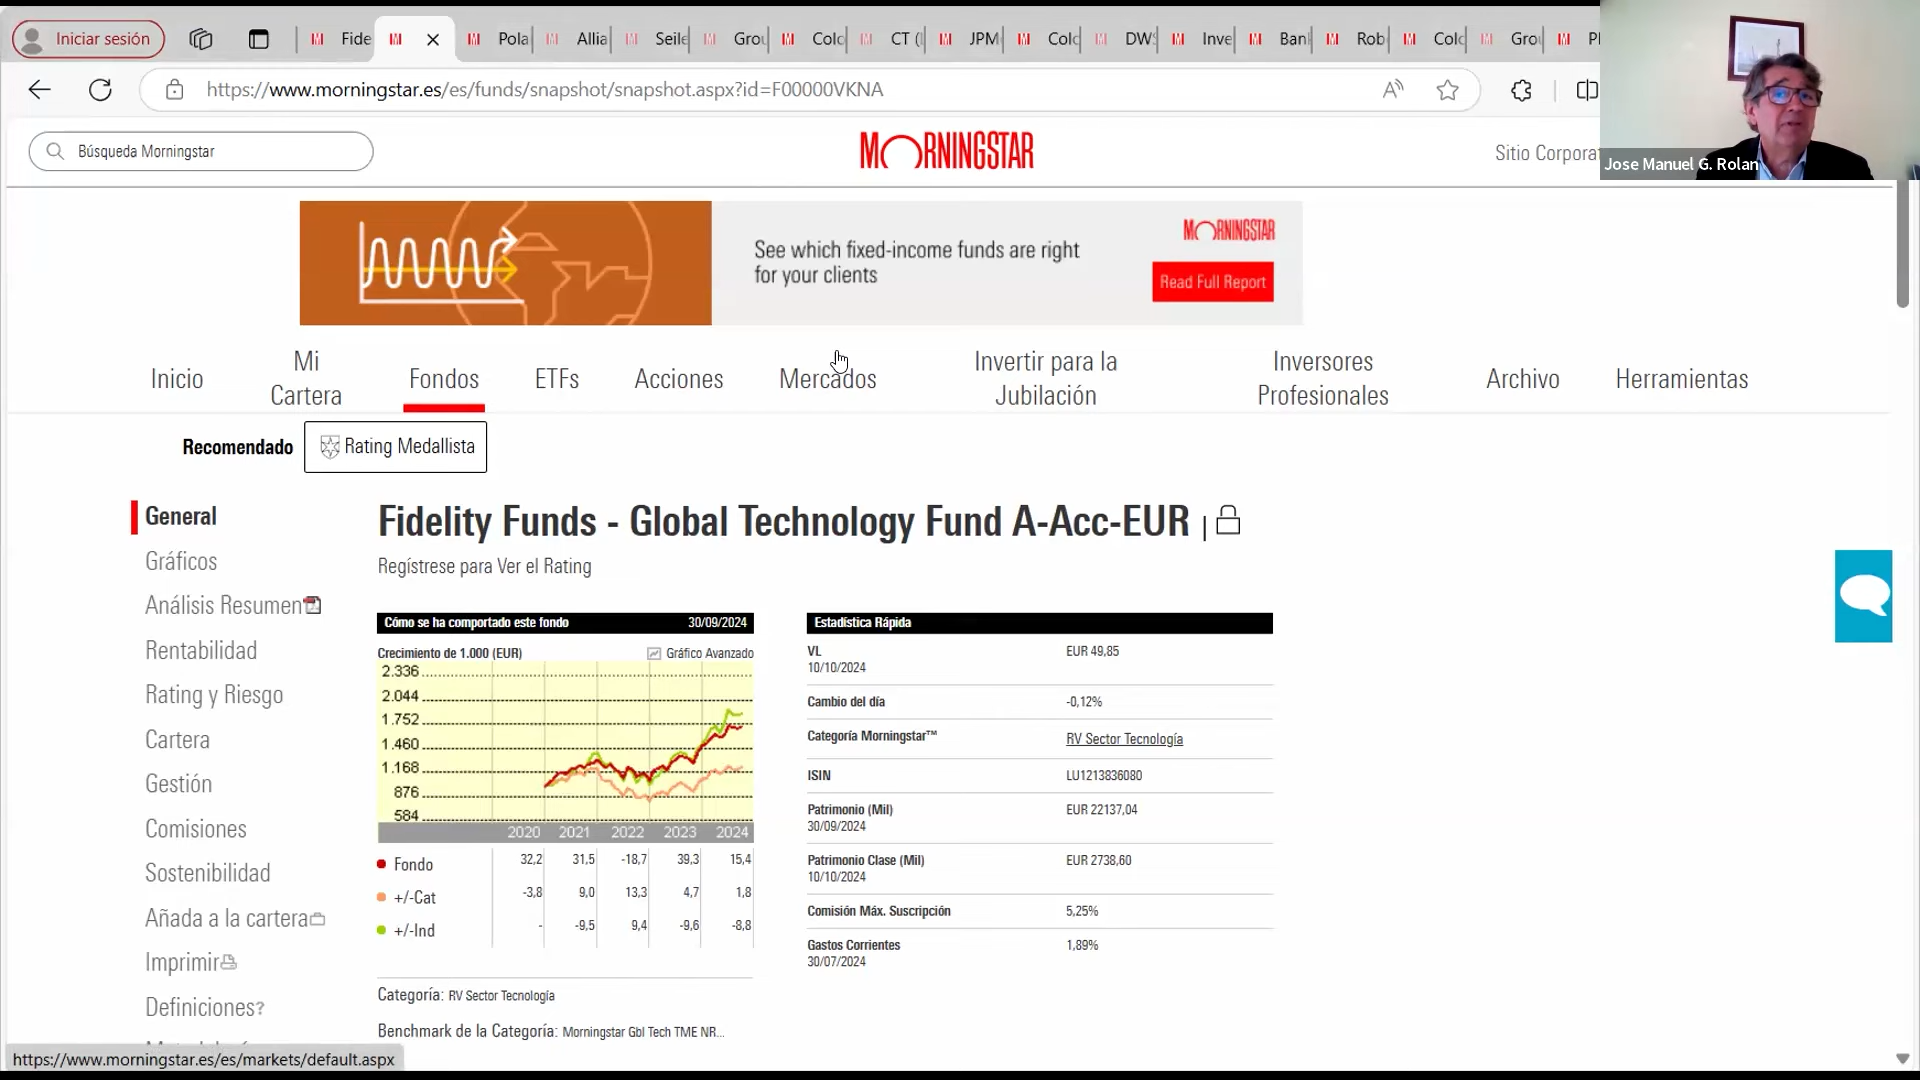 Iniciar sesión
Fide
Pola
Allia
Seile
Grou
Colo
CT (
JPM
Colo
DWS
Inve
Ban
Rob
Colo
Grou
https://www.morningstar.es/es/funds/snapshot/snapshot.aspx?id=F00000VKNA
Búsqueda Morningstar
MORNINGSTAR
Sitio Corpora
Jose Manuel G. Rolan
See which fixed-income funds are right
for your clients
MORNINGSTAR
Read Full Report
Inicio
Mi
Cartera
Fondos
ETFs
Acciones
Mercados
Invertir para la
Jubilación
Inversores
Profesionales
Archivo
Herramientas
Recomendado
Rating Medallista
General
Gráficos
Análisis Resumen
Rentabilidad
Rating y Riesgo
Cartera
Gestión
Comisiones
Sostenibilidad
Añada a la cartera
Imprimir
Definiciones?
Fidelity Funds - Global Technology Fund A-Acc-EUR |
Regístrese para Ver el Rating
Cómo se ha comportado este fondo 30/09/2024
Crecimiento de 1.000 (EUR) Gráfico Avanzado
2.336
2.044
1.752
1.460
1.168
876
584
2020 2021 2022 2023 2024
Fondo 32,2 31,5 -18,7 39,3 15,4
+/-Cat -3,8 9,0 13,3 4,7 1,8
+/-Ind - -9,5 9,4 -9,6 -8,8
Categoría: RV Sector Tecnología
Benchmark de la Categoría: Morningstar Gbl Tech TME NR...
Estadística Rápida
VL EUR 49,85
10/10/2024
Cambio del día -0,12%
Categoría Morningstar™ RV Sector Tecnología
ISIN LU1213836080
Patrimonio (Mil) EUR 22137,04
30/09/2024
Patrimonio Clase (Mil) EUR 2738,60
10/10/2024
Comisión Máx. Suscripción 5,25%
Gastos Corrientes 1,89%
30/07/2024
https://www.morningstar.es/es/markets/default.aspx